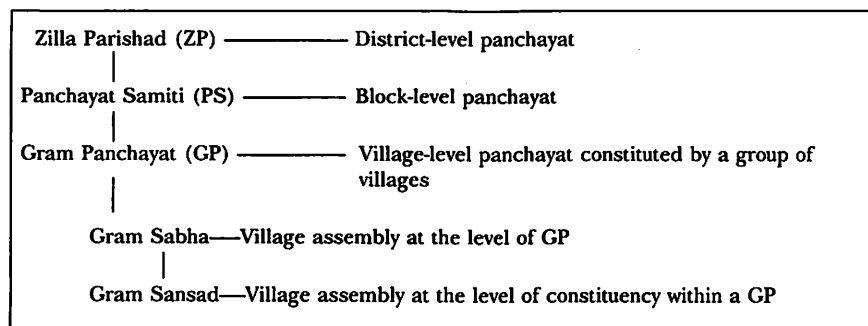 Zilla Parishad (ZP) ——— District-level panchayat
Panchayat Samiti (PS) ——— Block-level panchayat
Gram Panchayat (GP) ——— Village-level panchayat constituted by a group of
villages
Gram Sabha—Village assembly at the level of GP
Gram Sansad—Village assembly at the level of constituency within a GP